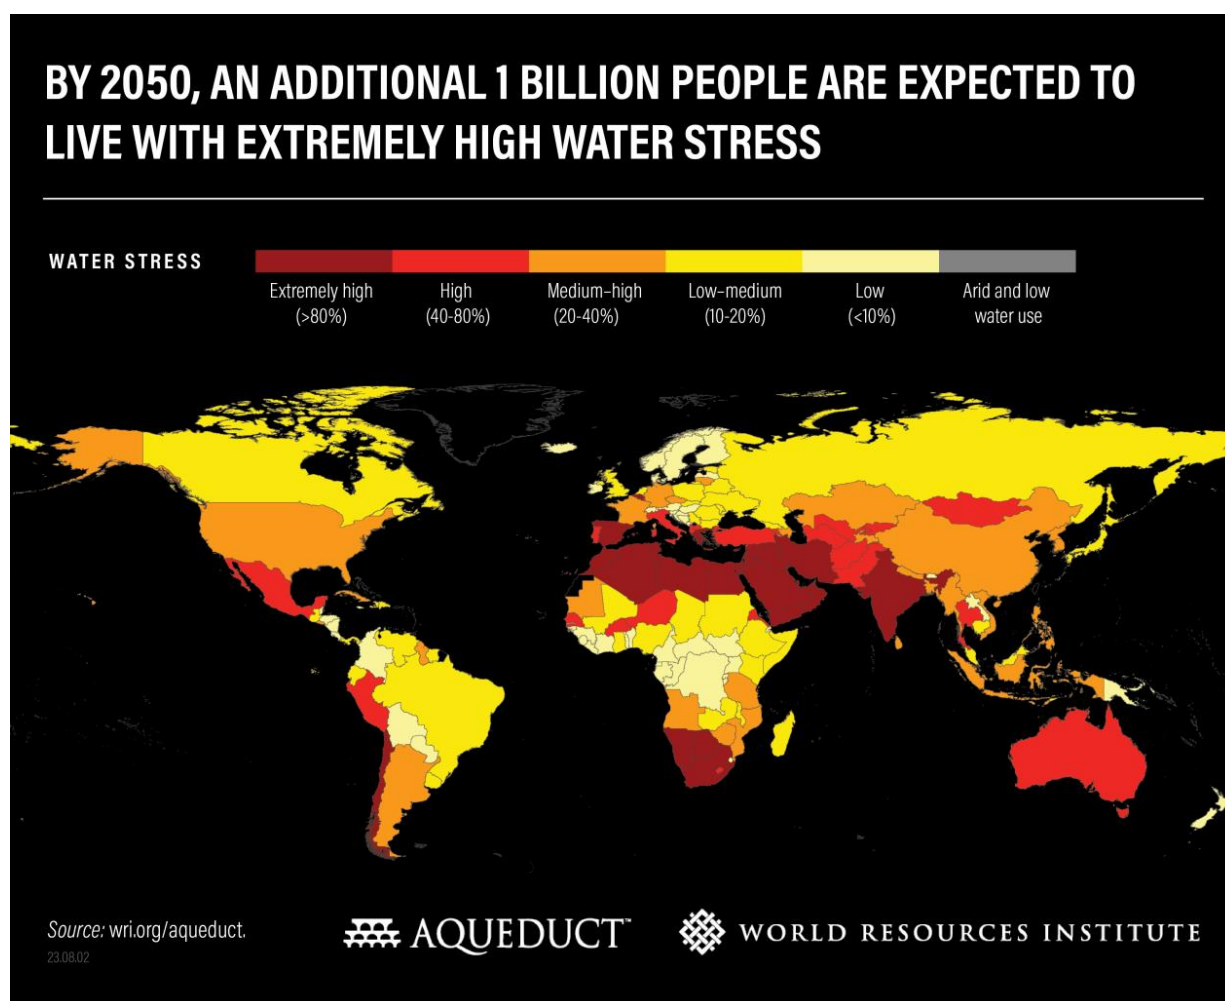 BY 2050, AN ADDITIONAL 1 BILLION PEOPLE ARE EXPECTED TO
LIVE WITH EXTREMELY HIGH WATER STRESS
WATER STRESS
Extremely high
(>80%)
High
(40-80%)
Medium–high
(20-40%)
Low–medium
(10-20%)
Low
(<10%)
Arid and low
water use
Source: wri.org/aqueduct.
23.08.02
AQUEDUCT™
WORLD RESOURCES INSTITUTE